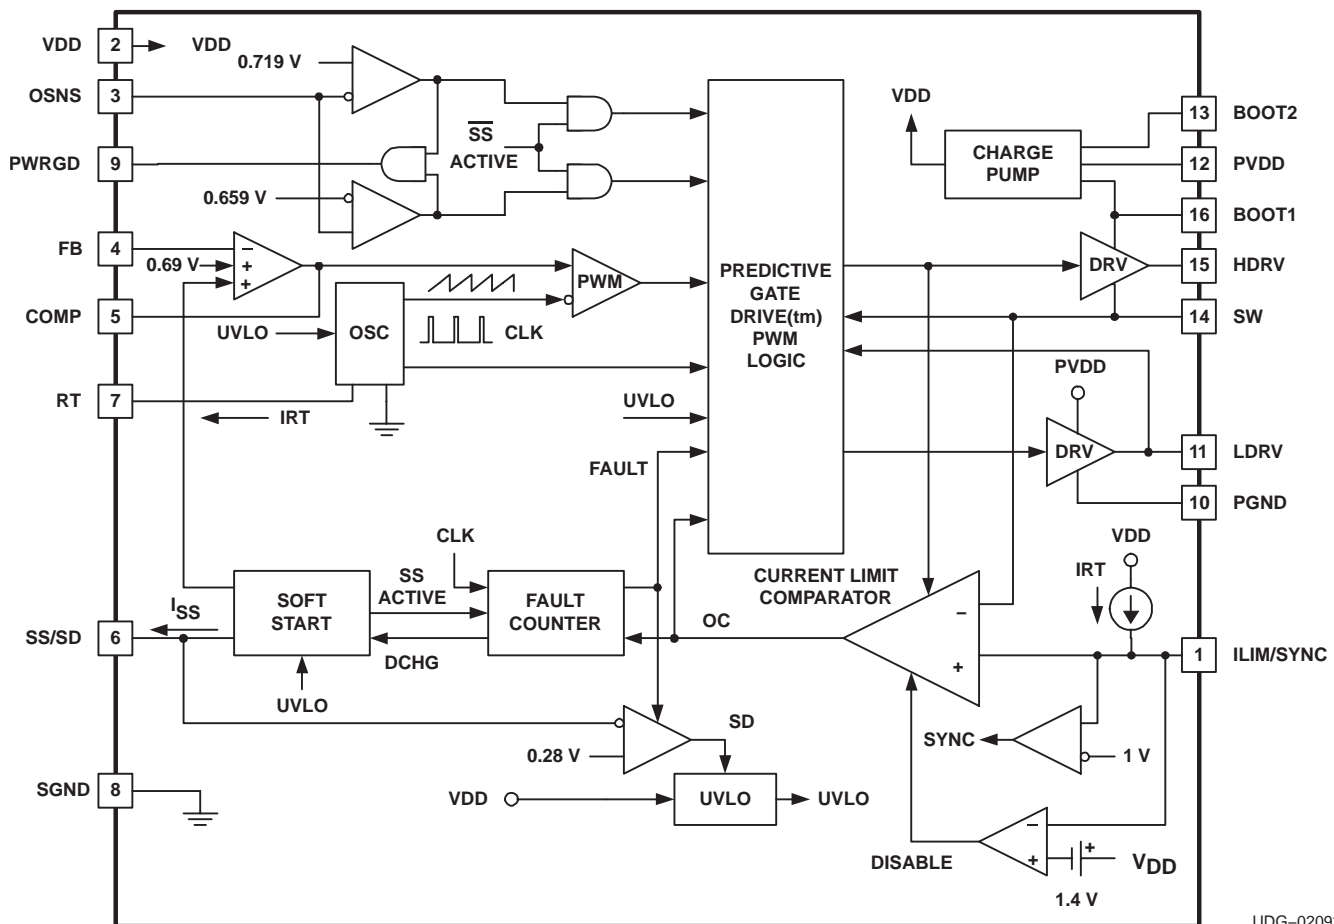 VDD
2
VDD
0.719 V
OSNS
3
PWRGD
9
SS
ACTIVE
0.659 V
FB
4
−
0.69 V
+
+
COMP
5
UVLO
OSC
PWM
CLK
RT
7
IRT
PREDICTIVE
GATE
DRIVE(tm)
PWM
LOGIC
UVLO
FAULT
VDD
CHARGE
PUMP
13
BOOT2
12
PVDD
16
BOOT1
DRV
15
HDRV
14
SW
PVDD
DRV
11
LDRV
10
PGND
VDD
IRT
CURRENT LIMIT
COMPARATOR
−
+
OC
1
ILIM/SYNC
CLK
SS
ACTIVE
SOFT
START
FAULT
COUNTER
DCHG
ISS
SS/SD
6
UVLO
SD
0.28 V
SYNC
1 V
SGND
8
VDD
UVLO
UVLO
DISABLE
−
+
+
VDD
1.4 V